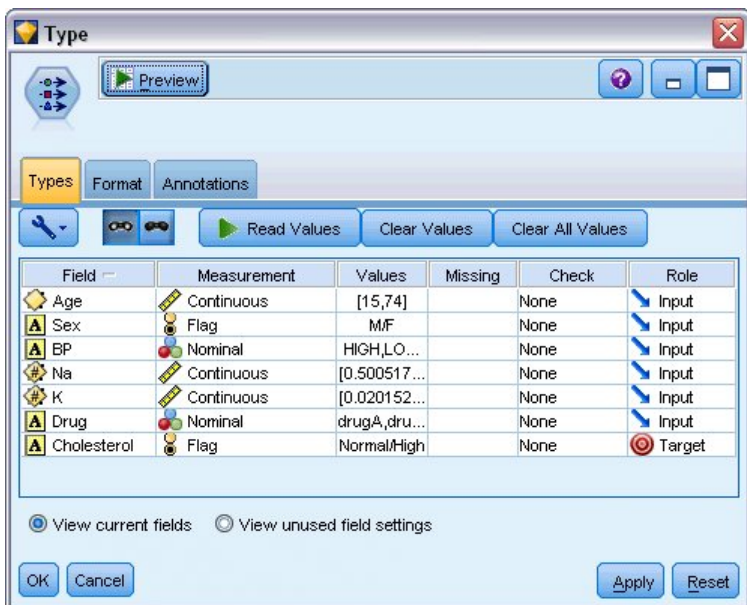 Type
Preview
Types Format Annotations
Read Values Clear Values Clear All Values
Field Measurement Values Missing Check Role
Age Continuous [15,74] None Input
A Sex Flag M/F None Input
A BP Nominal HIGH,LO... None Input
# Na Continuous [0.500517... None Input
# K Continuous [0.020152... None Input
A Drug Nominal drugA,dru... None Input
A Cholesterol Flag Normal/High None Target
View current fields View unused field settings
OK Cancel Apply Reset